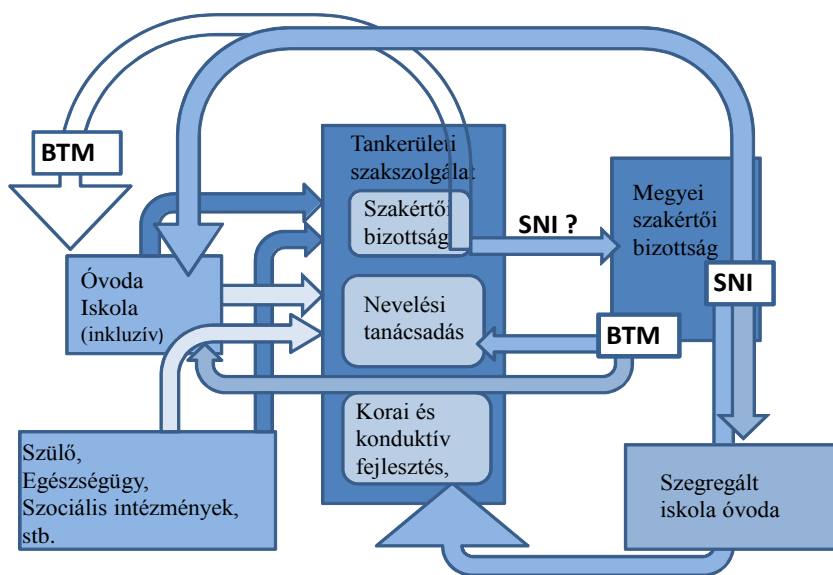 BTM
Tankerületi
szakszolgálat
Szakértői
bizottság
SNI ?
Megyei
szakértői
bizottság
SNI
Óvoda
Iskola
(inkluzív)
Nevelési
tanácsadás
BTM
Korai és
konduktív
fejlesztés,
Szülő,
Egészségügy,
Szociális intézmények,
stb.
Szegregált
iskola óvoda